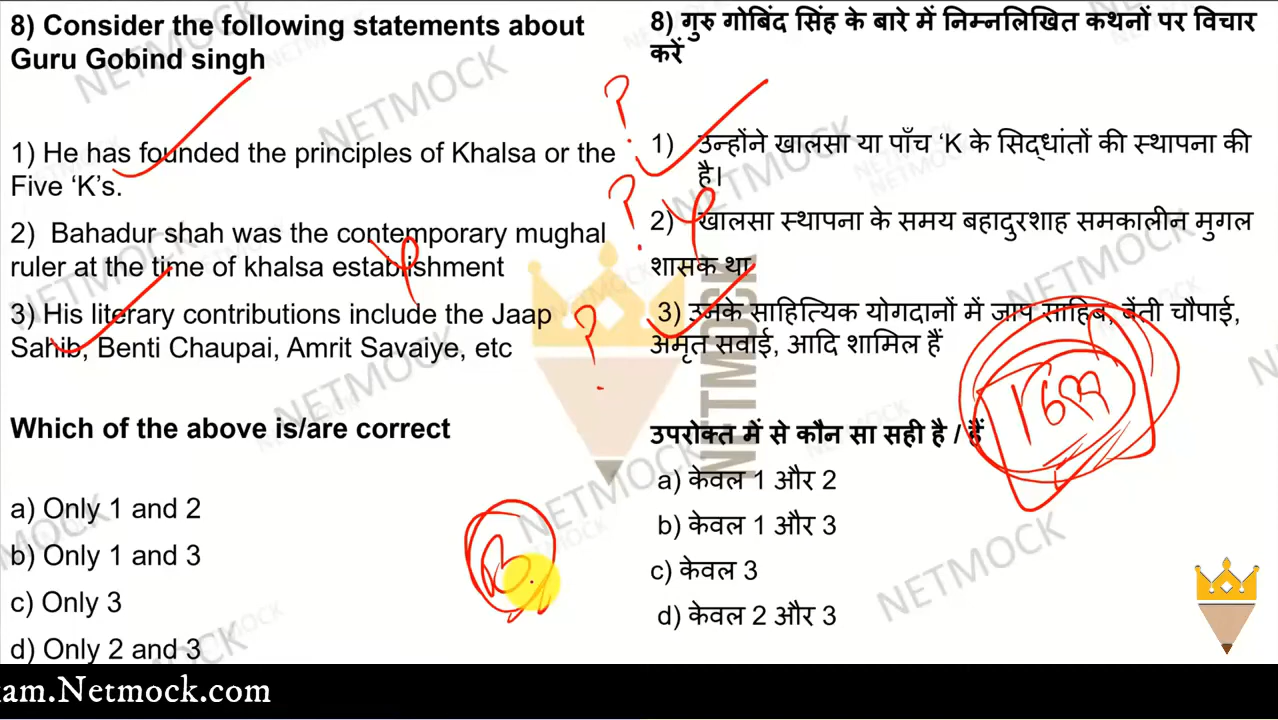 8) Consider the following statements about
Guru Gobind singh
1) He has founded the principles of Khalsa or the
Five ‘K’s.
2) Bahadur shah was the contemporary mughal
ruler at the time of khalsa establishment
3) His literary contributions include the Jaap
Sahib, Benti Chaupai, Amrit Savaiye, etc
Which of the above is/are correct
a) Only 1 and 2
b) Only 1 and 3
c) Only 3
d) Only 2 and 3
8) गुरु गोबिंद सिंह के बारे में निम्नलिखित कथनों पर विचार
करें
1) उन्होंने खालसा या पाँच ‘K के सिद्धांतों की स्थापना की
है।
2) खालसा स्थापना के समय बहादुरशाह समकालीन मुगल
शासक था
3) उनके साहित्यिक योगदानों में जाप साहिब, बेंती चौपाई,
अमृत सवाई, आदि शामिल हैं
उपरोक्त में से कौन सा सही है / हैं
a) केवल 1 और 2
b) केवल 1 और 3
c) केवल 3
d) केवल 2 और 3
B
NETMOCK
NETMOCK
NETMOCK
NETMOCK
NETMOCK
NETMOCK
am.Netmock.com